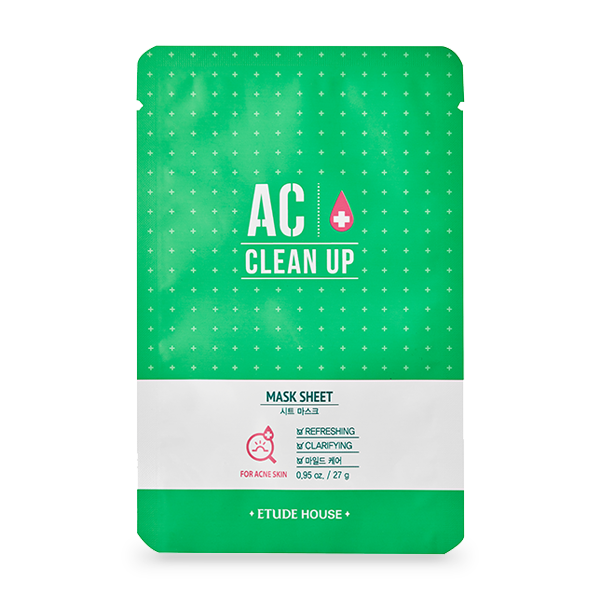 AC
CLEAN UP
MASK SHEET
시트 마스크
REFRESHING
CLARIFYING
마일드 케어
FOR ACNE SKIN
0.95 oz. / 27 g
ETUDE HOUSE